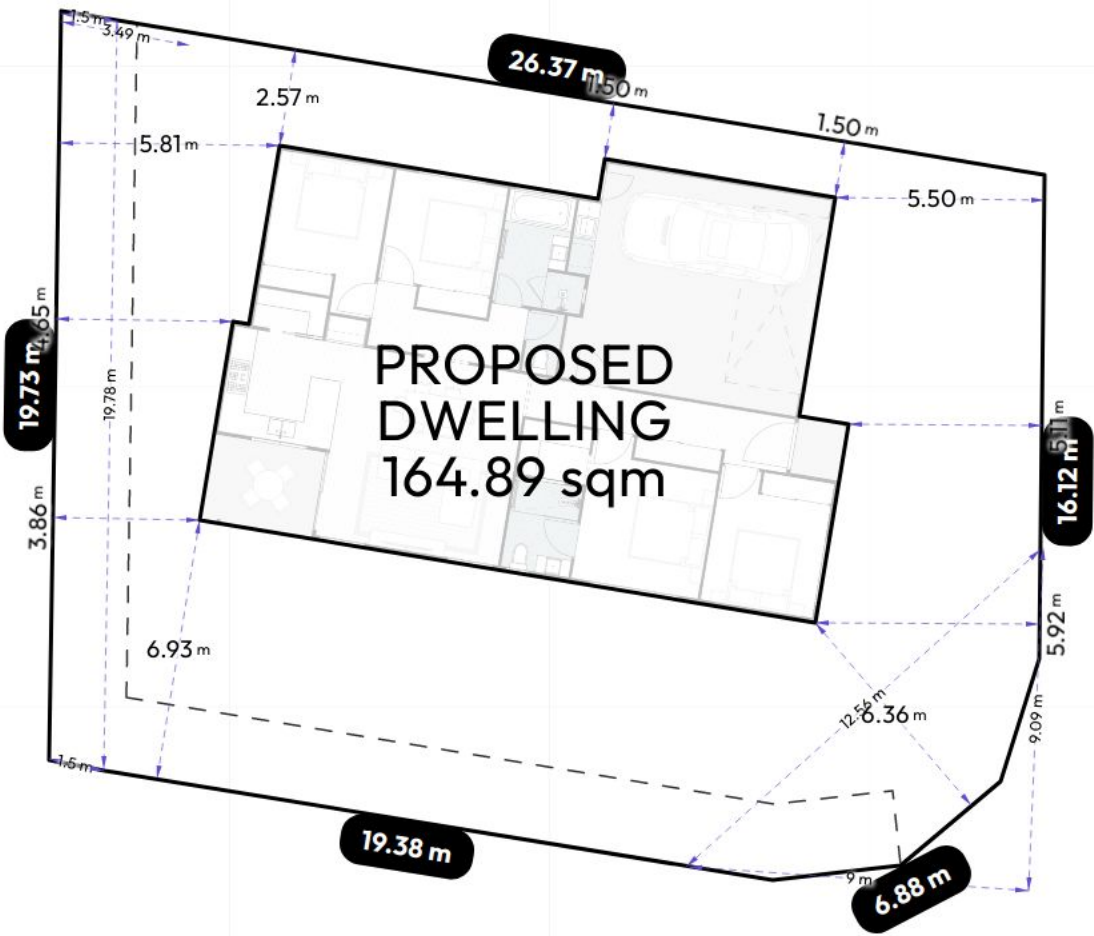 1.5m
3.49 m
26.37 m
1.50 m
2.57 m
1.50 m
5.81 m
5.50 m
4.65 m
19.73 m
19.78 m
PROPOSED
DWELLING
164.89 sqm
5.11 m
16.12 m
3.86 m
6.93 m
5.92 m
12.56 m
6.36 m
9.09 m
1.5 m
19.38 m
9 m
6.88 m